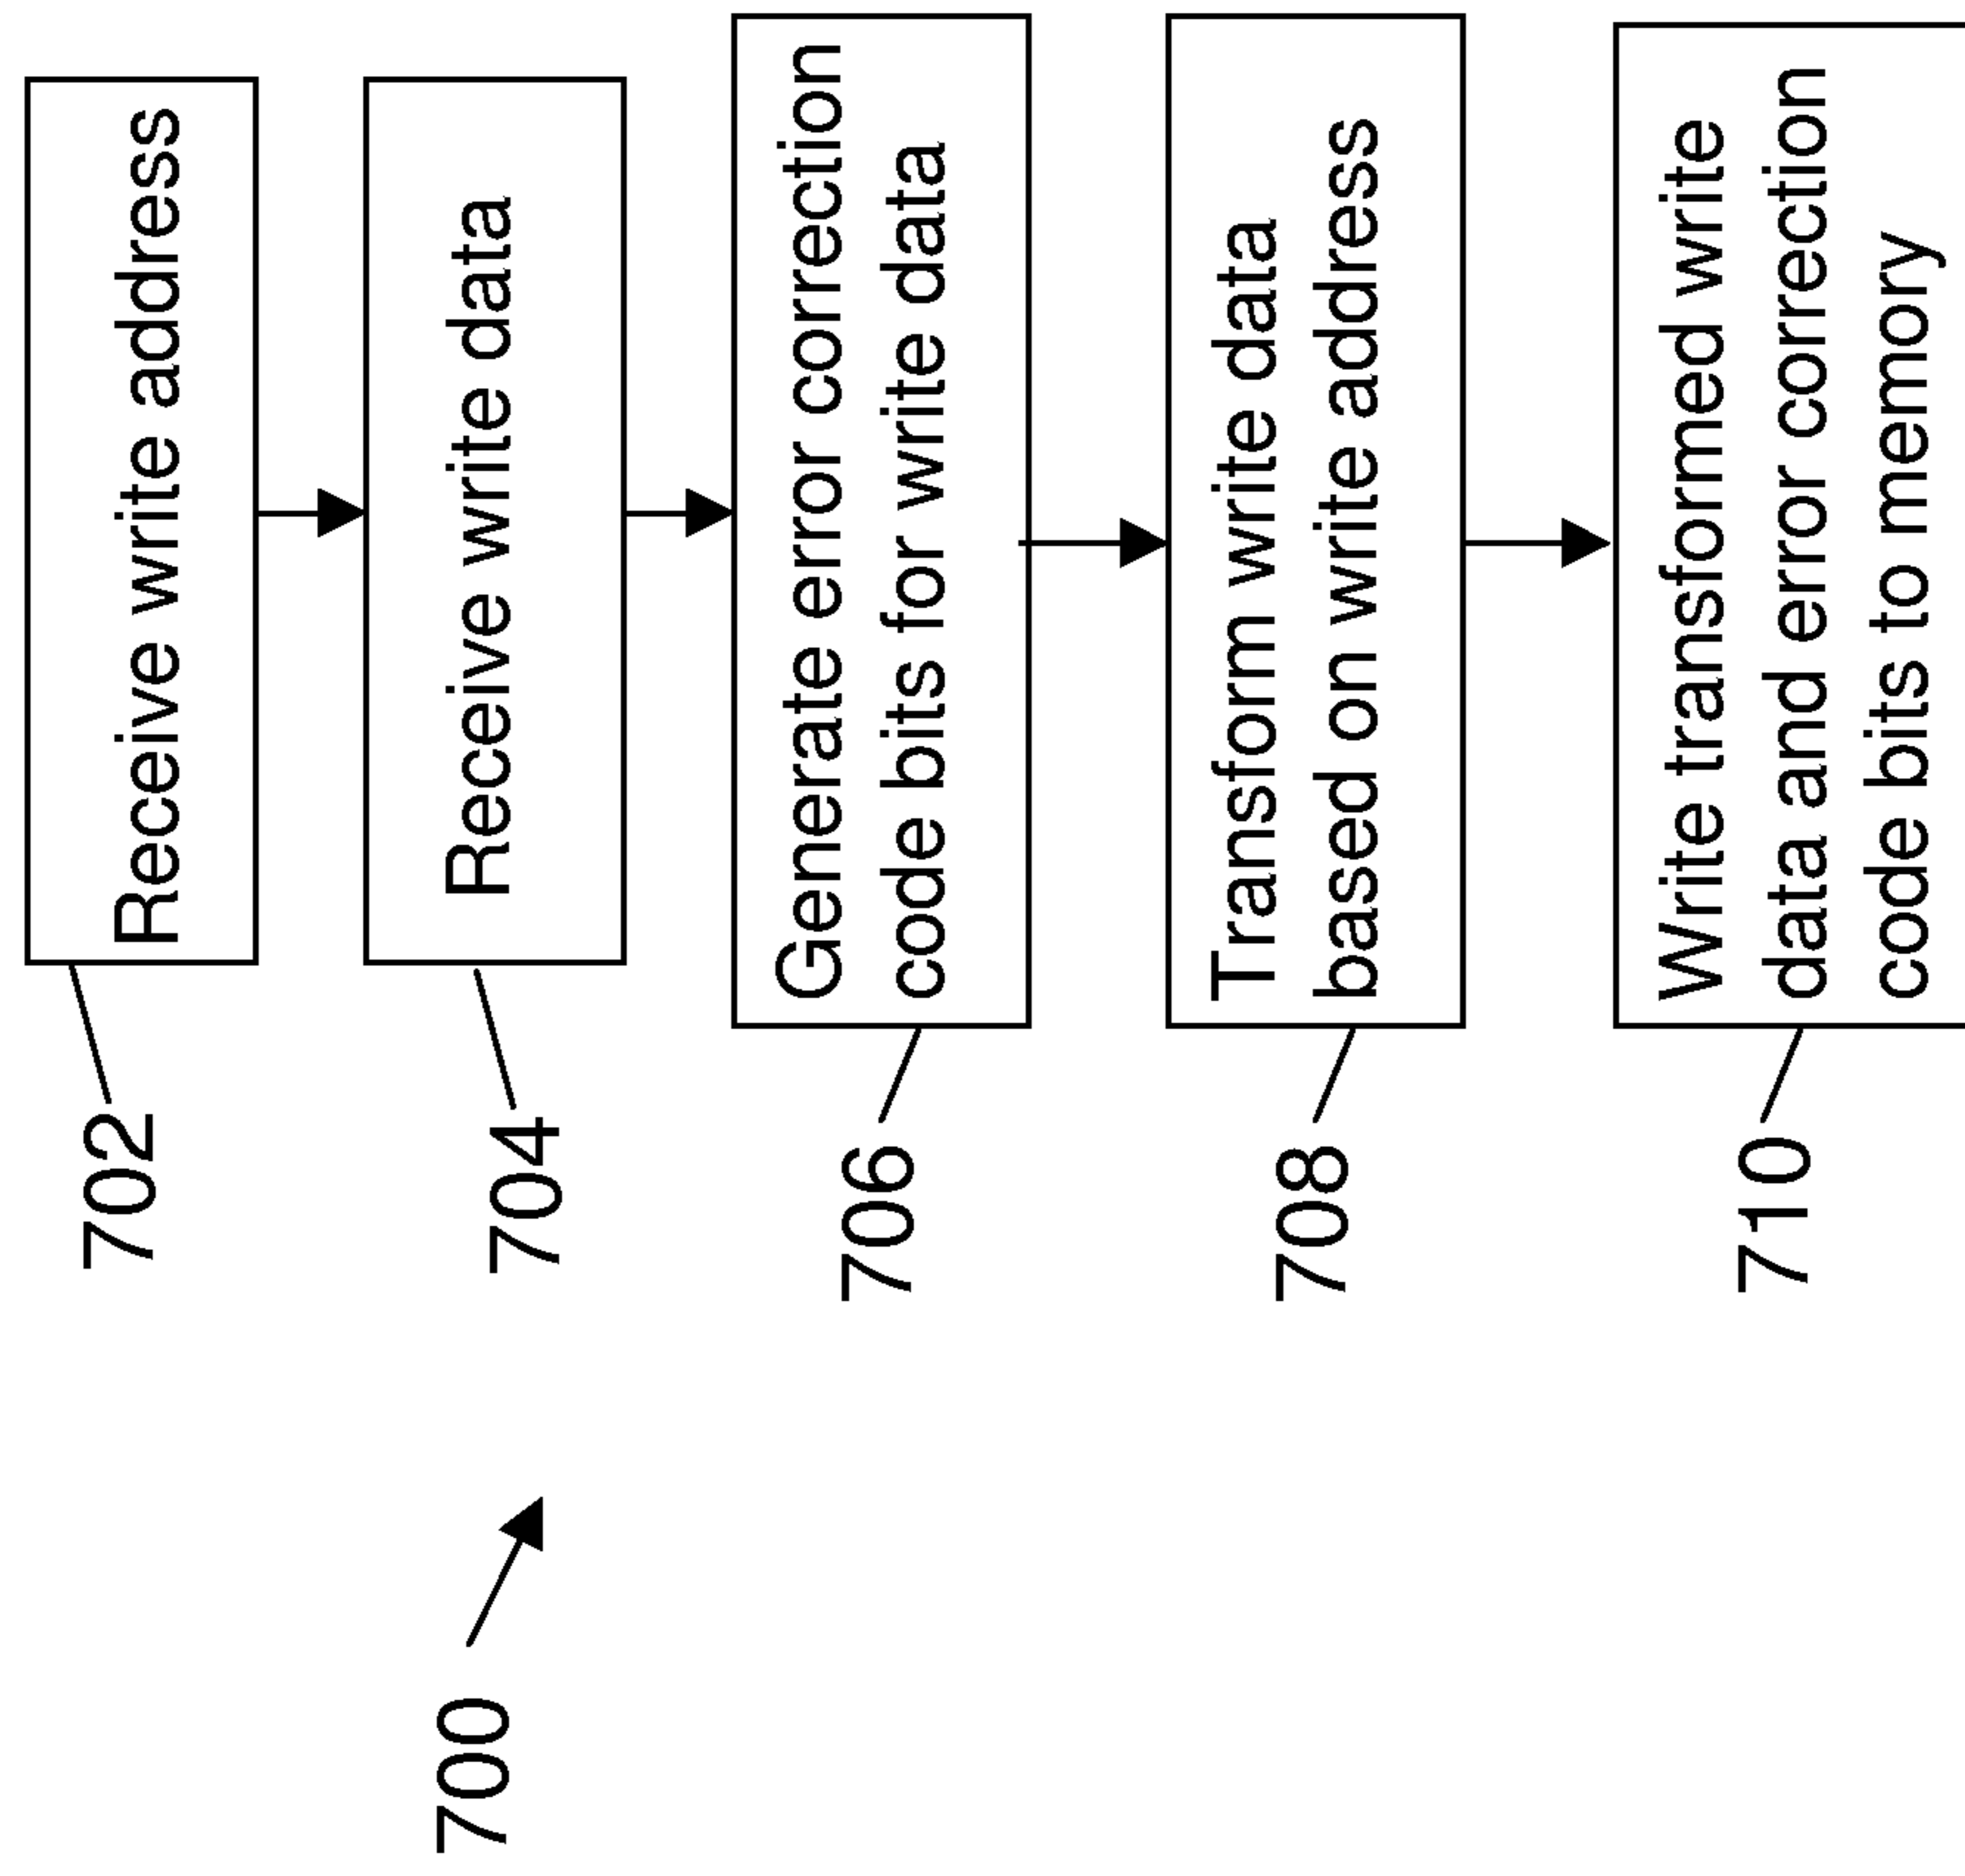 700
702
Receive write address
704
Receive write data
706
Generate error correction
code bits for write data
708
Transform write data
based on write address
710
Write transformed write
data and error correction
code bits to memory